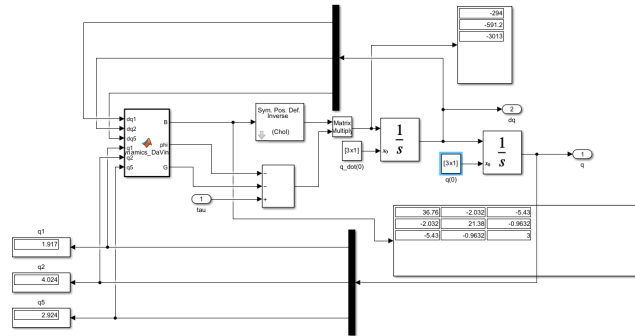 -294
-591.2
-3013
dq1
dq2
dq5
q1
q2
q5
B
phi
G
ynamics_DaVin
Sym. Pos. Def.
Inverse
(Chol)
Matrix
Multiply
[3x1]
q_dot(0)
x₀
1
s
2
dq
[3x1]
q(0)
x₀
1
s
1
q
1
tau
−
−
+
36.76 -2.032 -5.43
-2.032 21.38 -0.9632
-5.43 -0.9632 3
q1
1.917
q2
4.024
q5
2.924